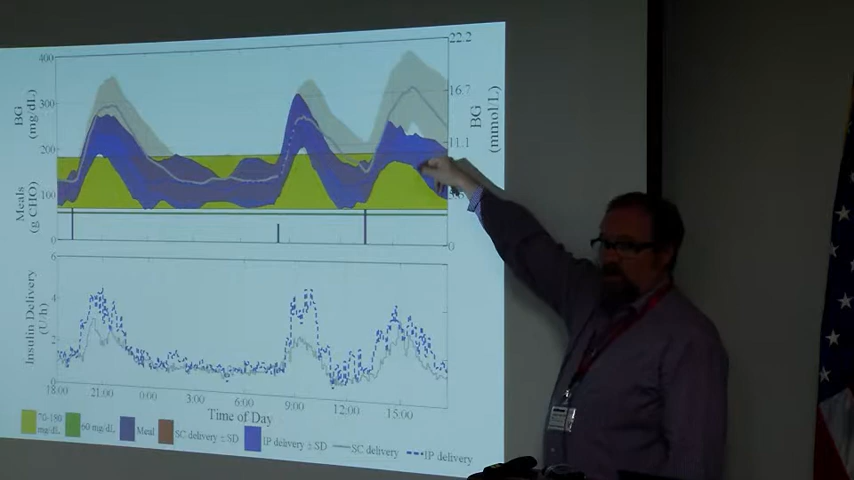 400
22.2
BG
(mg/dL)
300
16.7
BG
(mmol/L)
200
11.1
Meals
(g CHO)
100
0
6
Insulin Delivery
(U/h)
4
2
0
18:00 21:00 0:00 3:00 6:00 9:00 12:00 15:00
Time of Day
mg/dL
60 mg/dL
Meal
SC delivery ± SD
IP delivery ± SD
SC delivery
IP delivery